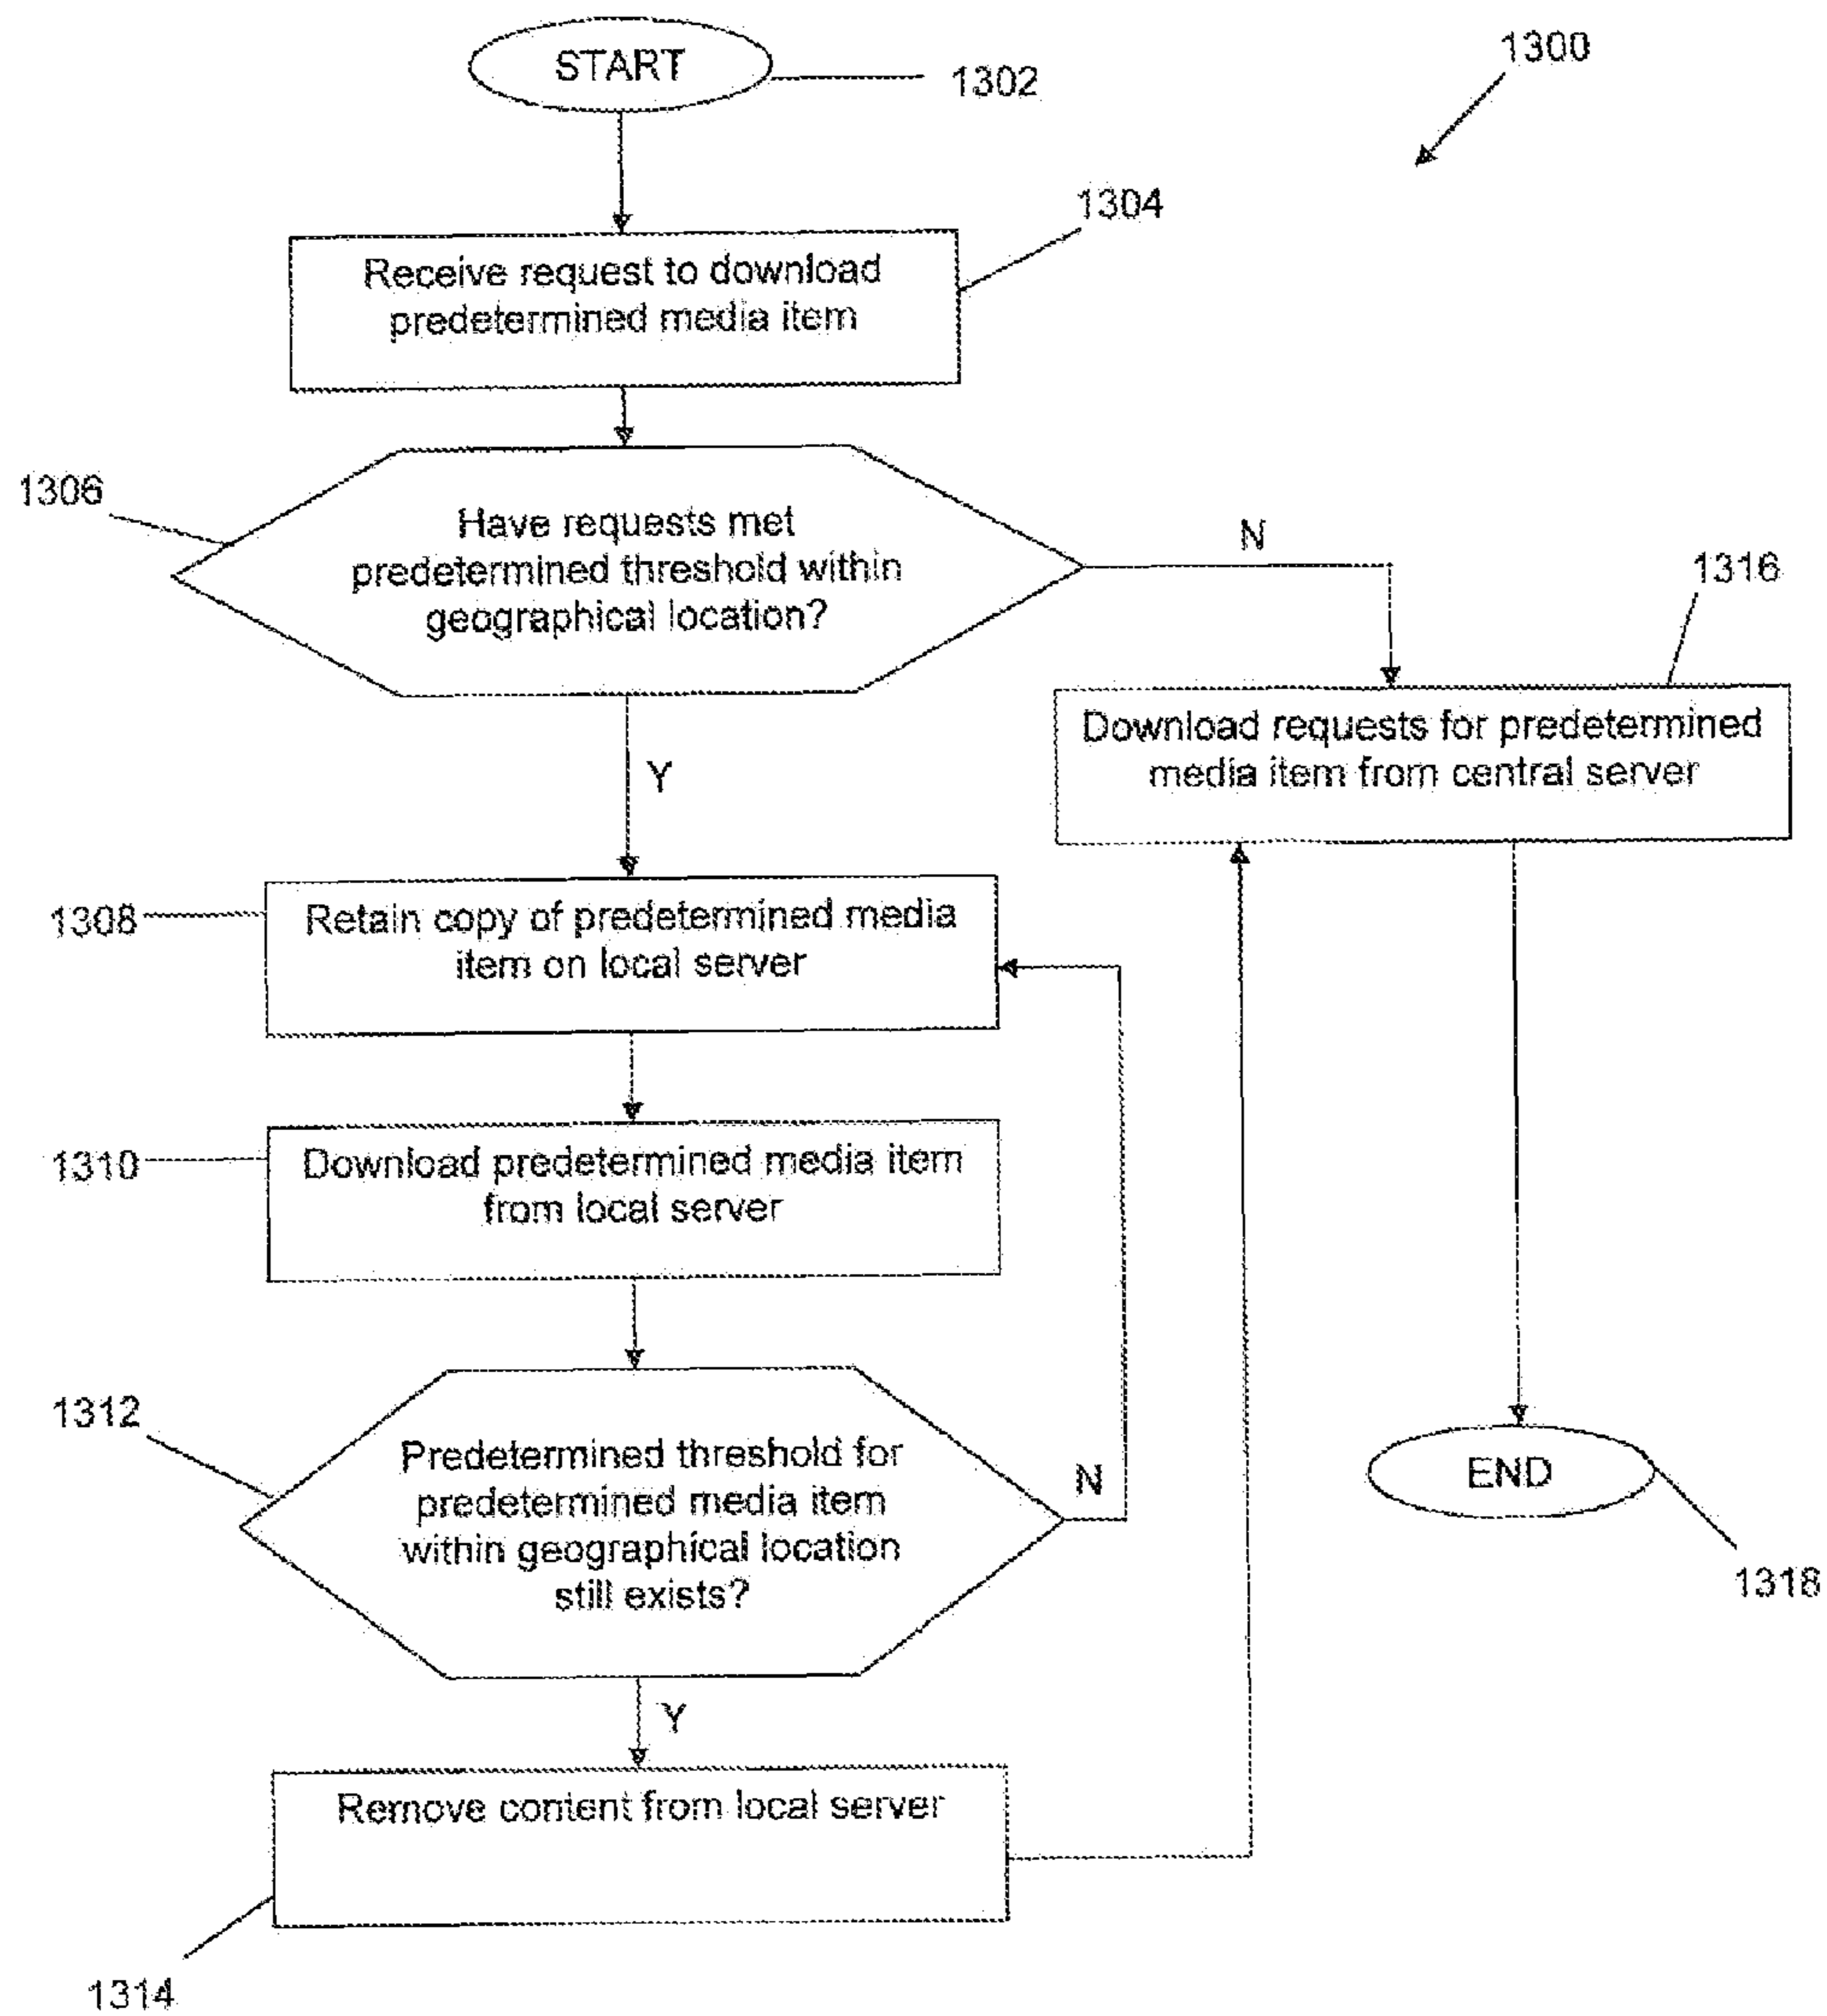 START
1302
1300
1304
Receive request to download
predetermined media item
1306
Have requests met
predetermined threshold within
geographical location?
N
1316
Download requests for predetermined
media item from central server
Y
1308
Retain copy of predetermined media
item on local server
1310
Download predetermined media item
from local server
1312
Predetermined threshold for
predetermined media item
within geographical location
still exists?
N
END
1318
Y
Remove content from local server
1314